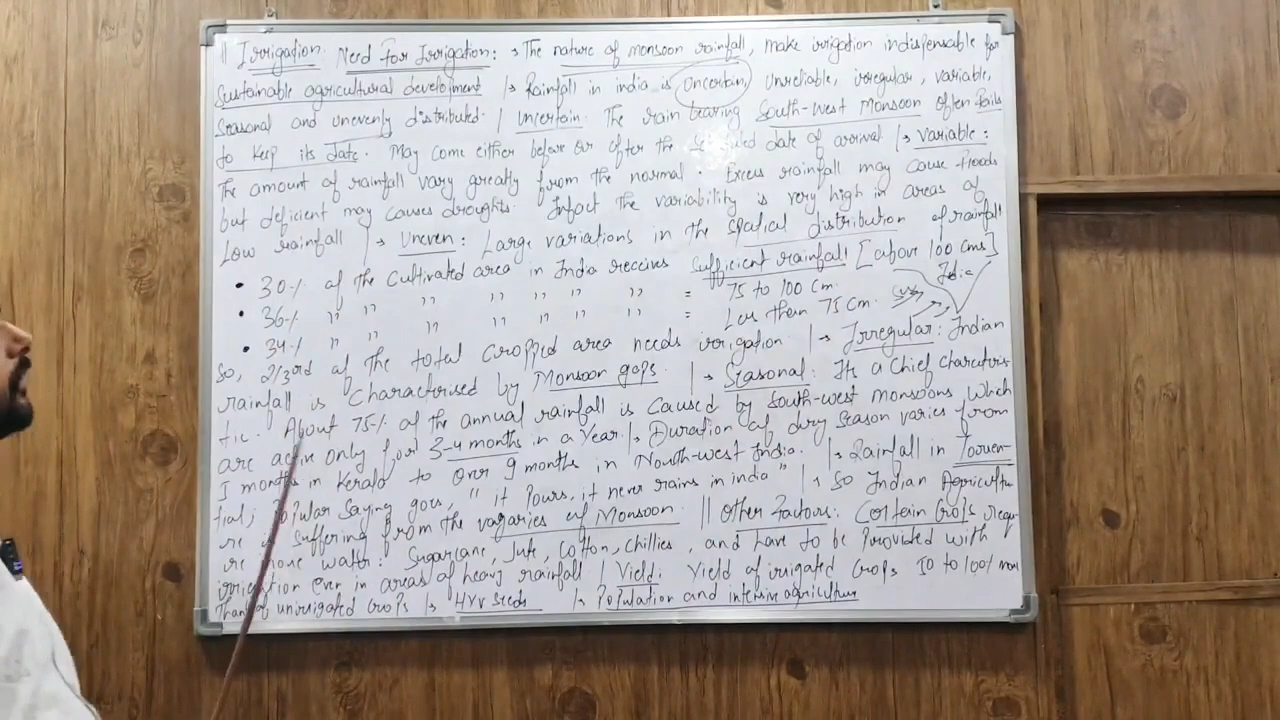 || Irrigation: Need For Irrigation: → The nature of monsoon rainfall, make irrigation indispensable for
sustainable agricultural development |→ Rainfall in india is Uncertain, Unreliable, irregular, variable,
Seasonal and unevenly distributed. | Uncertain: The rain bearing South-west Monsoon Often fails
to keep its date. May come either before or after the date of arrival |→ Variable:
The amount of rainfall vary greatly from the normal. Excess rainfall may cause floods
but deficient may causes droughts. Infact the variability is very high in areas of
Low rainfall |→ Uneven: Large variations in the spatial distribution of rainfall
• 30% of the cultivated area in India receives sufficient rainfall [above 100 cms]
• 36% " " " " " " = 75 to 100 cm.
• 34% " " " " " " = Less than 75 cm.
India
So, 2/3rd of the total cropped area needs irrigation |→ Irregular: Indian
rainfall is characterised by Monsoon gaps. |→ Seasonal: Its a Chief characteris-
tic. About 75% of the annual rainfall is caused by South-west monsoons which
are active only for 3-4 months in a Year. |→ Duration of dry season varies from
months in Kerala to over 9 months in North-west India. |→ Rainfall in Torren-
tial; Popular saying goes, "it Pours, it never rains in india" |→ So Indian Agricultu
re is suffering from the vagaries of Monsoon. || Other Factors: Certain Crops requ
re more water: Sugarcane, Jute, Cotton, chillies, and have to be Provided with
irrigation even in areas of heavy rainfall | Yield: Yield of irrigated Crops to 100% more
than of unirrigated crops |→ HYV Seeds |→ Population and intensive agriculture